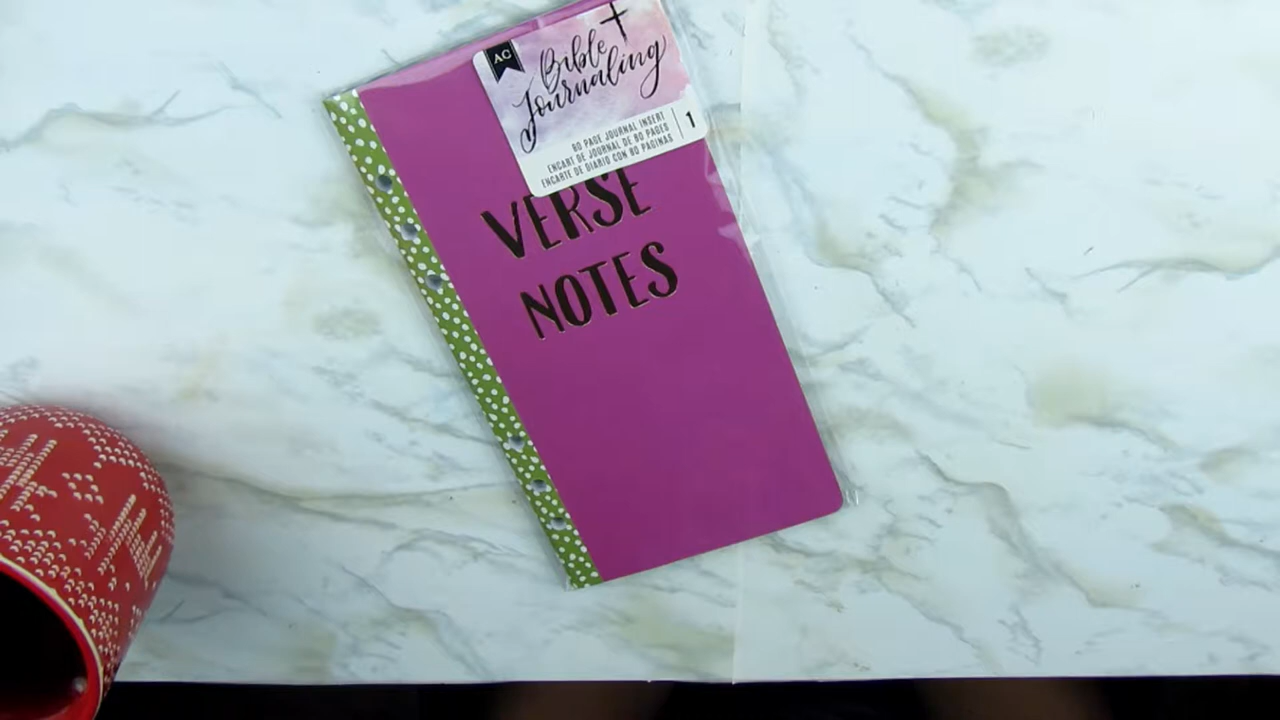 AC
Bible
Journaling
80 PAGE JOURNAL INSERT
ENCART DE JOURNAL DE 80 PAGES
ENCARTE DE DIARIO CON 80 PAGINAS
1
VERSE
NOTES